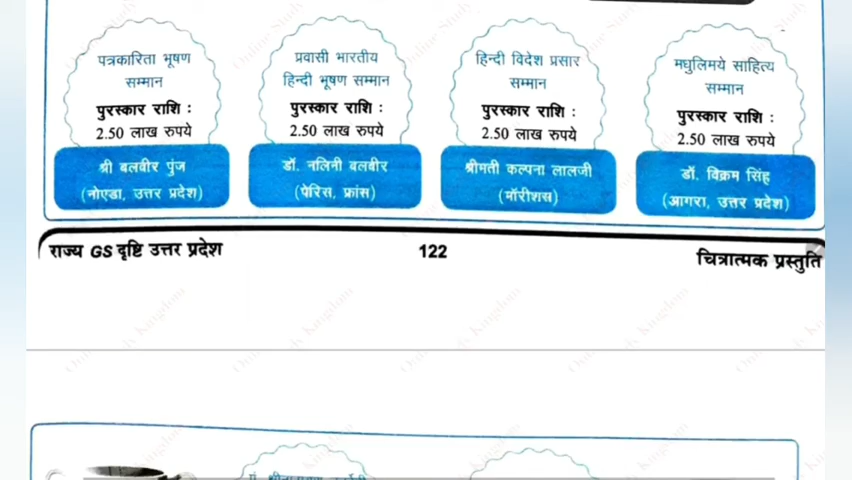 पत्रकारिता भूषण
सम्मान
पुरस्कार राशि :
2.50 लाख रुपये
श्री बलवीर पुंज
(नोएडा, उत्तर प्रदेश)
प्रवासी भारतीय
हिन्दी भूषण सम्मान
पुरस्कार राशि :
2.50 लाख रुपये
डॉ. नलिनी बलबीर
(पेरिस, फ्रांस)
हिन्दी विदेश प्रसार
सम्मान
पुरस्कार राशि :
2.50 लाख रुपये
श्रीमती कल्पना लालजी
(मॉरीशस)
मधुलिमये साहित्य
सम्मान
पुरस्कार राशि :
2.50 लाख रुपये
डॉ. विक्रम सिंह
(आगरा, उत्तर प्रदेश)
राज्य GS दृष्टि उत्तर प्रदेश
122
चित्रात्मक प्रस्तुति